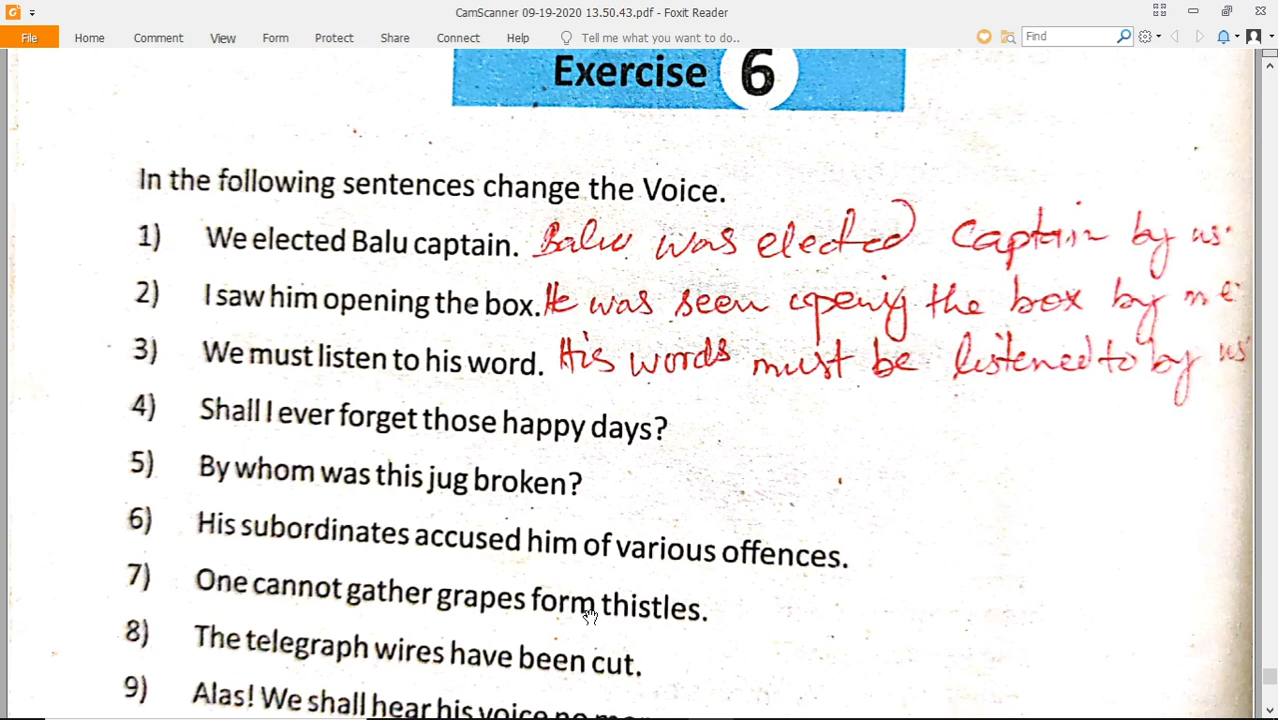 CamScanner 09-19-2020 13.50.43.pdf - Foxit Reader
File Home Comment View Form Protect Share Connect Help Tell me what you want to do.. Find
Exercise 6
In the following sentences change the Voice.
1) We elected Balu captain. Balu was elected Captain by us.
2) I saw him opening the box. He was seen opening the box by me.
3) We must listen to his word. His words must be listened to by us
4) Shall I ever forget those happy days?
5) By whom was this jug broken?
6) His subordinates accused him of various offences.
7) One cannot gather grapes form thistles.
8) The telegraph wires have been cut.
9) Alas! We shall hear his voice no